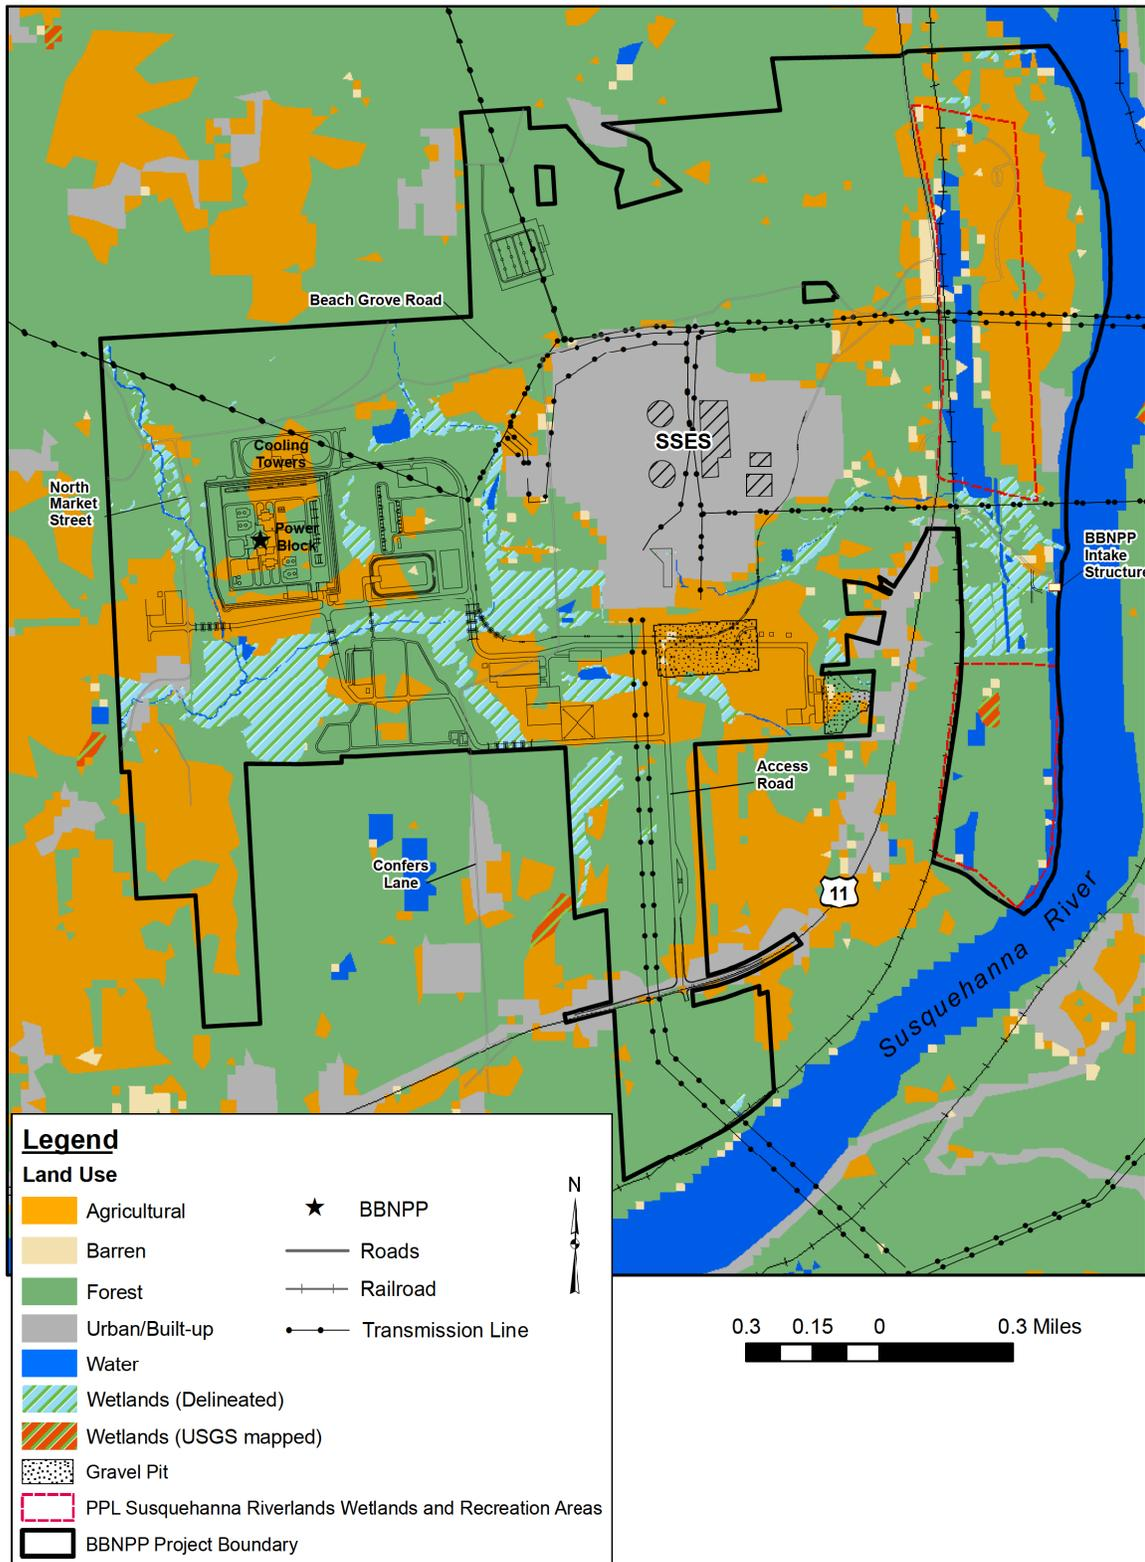 Beach Grove Road
SSES
Cooling
Towers
North
Market
Street
Power
Block
BBNPP
Intake
Structure
Access
Road
Confers
Lane
11
Susquehanna River
Legend
Land Use
Agricultural
Barren
Forest
Urban/Built-up
Water
Wetlands (Delineated)
Wetlands (USGS mapped)
Gravel Pit
PPL Susquehanna Riverlands Wetlands and Recreation Areas
BBNPP Project Boundary
BBNPP
Roads
Railroad
Transmission Line
N
0.3 0.15 0 0.3 Miles